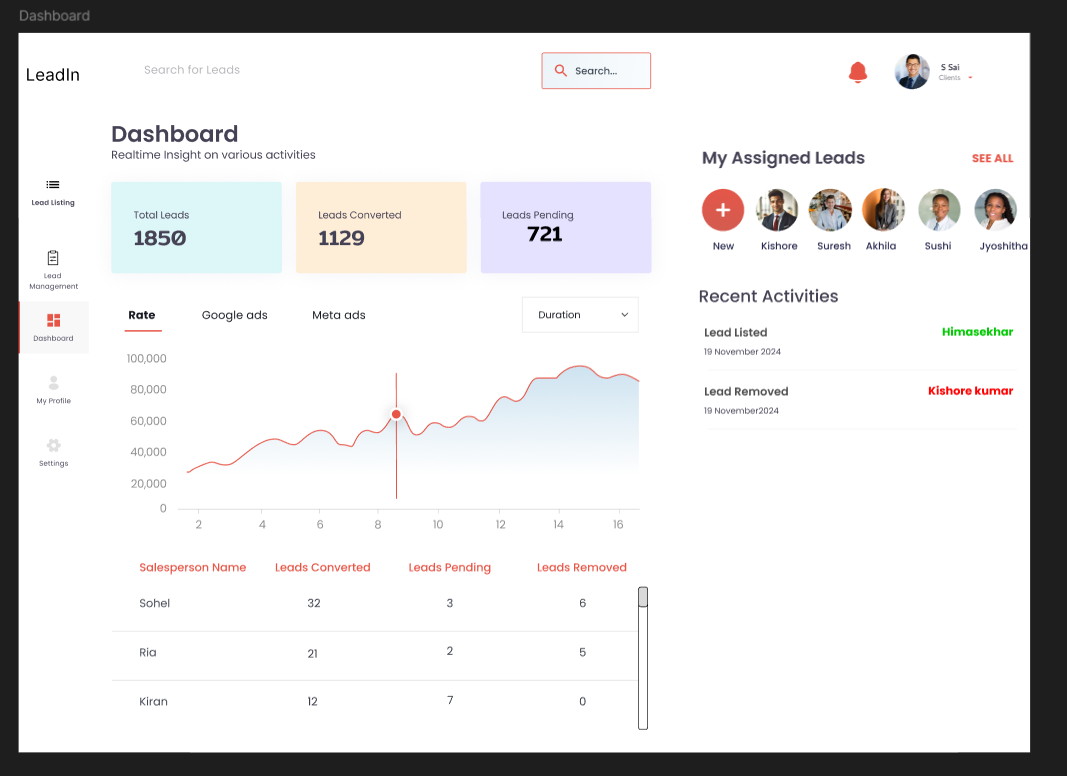 Dashboard
LeadIn
Search for Leads
Search...
S Sai
Clients
Dashboard
Realtime Insight on various activities
Lead Listing
Lead
Management
Dashboard
My Profile
Settings
Total Leads
1850
Leads Converted
1129
Leads Pending
721
Rate
Google ads
Meta ads
Duration
100,000
80,000
60,000
40,000
20,000
0
2 4 6 8 10 12 14 16
Salesperson Name Leads Converted Leads Pending Leads Removed
Sohel 32 3 6
Ria 21 2 5
Kiran 12 7 0
My Assigned Leads
SEE ALL
New Kishore Suresh Akhila Sushi Jyoshitha
Recent Activities
Lead Listed Himasekhar
19 November 2024
Lead Removed Kishore kumar
19 November2024